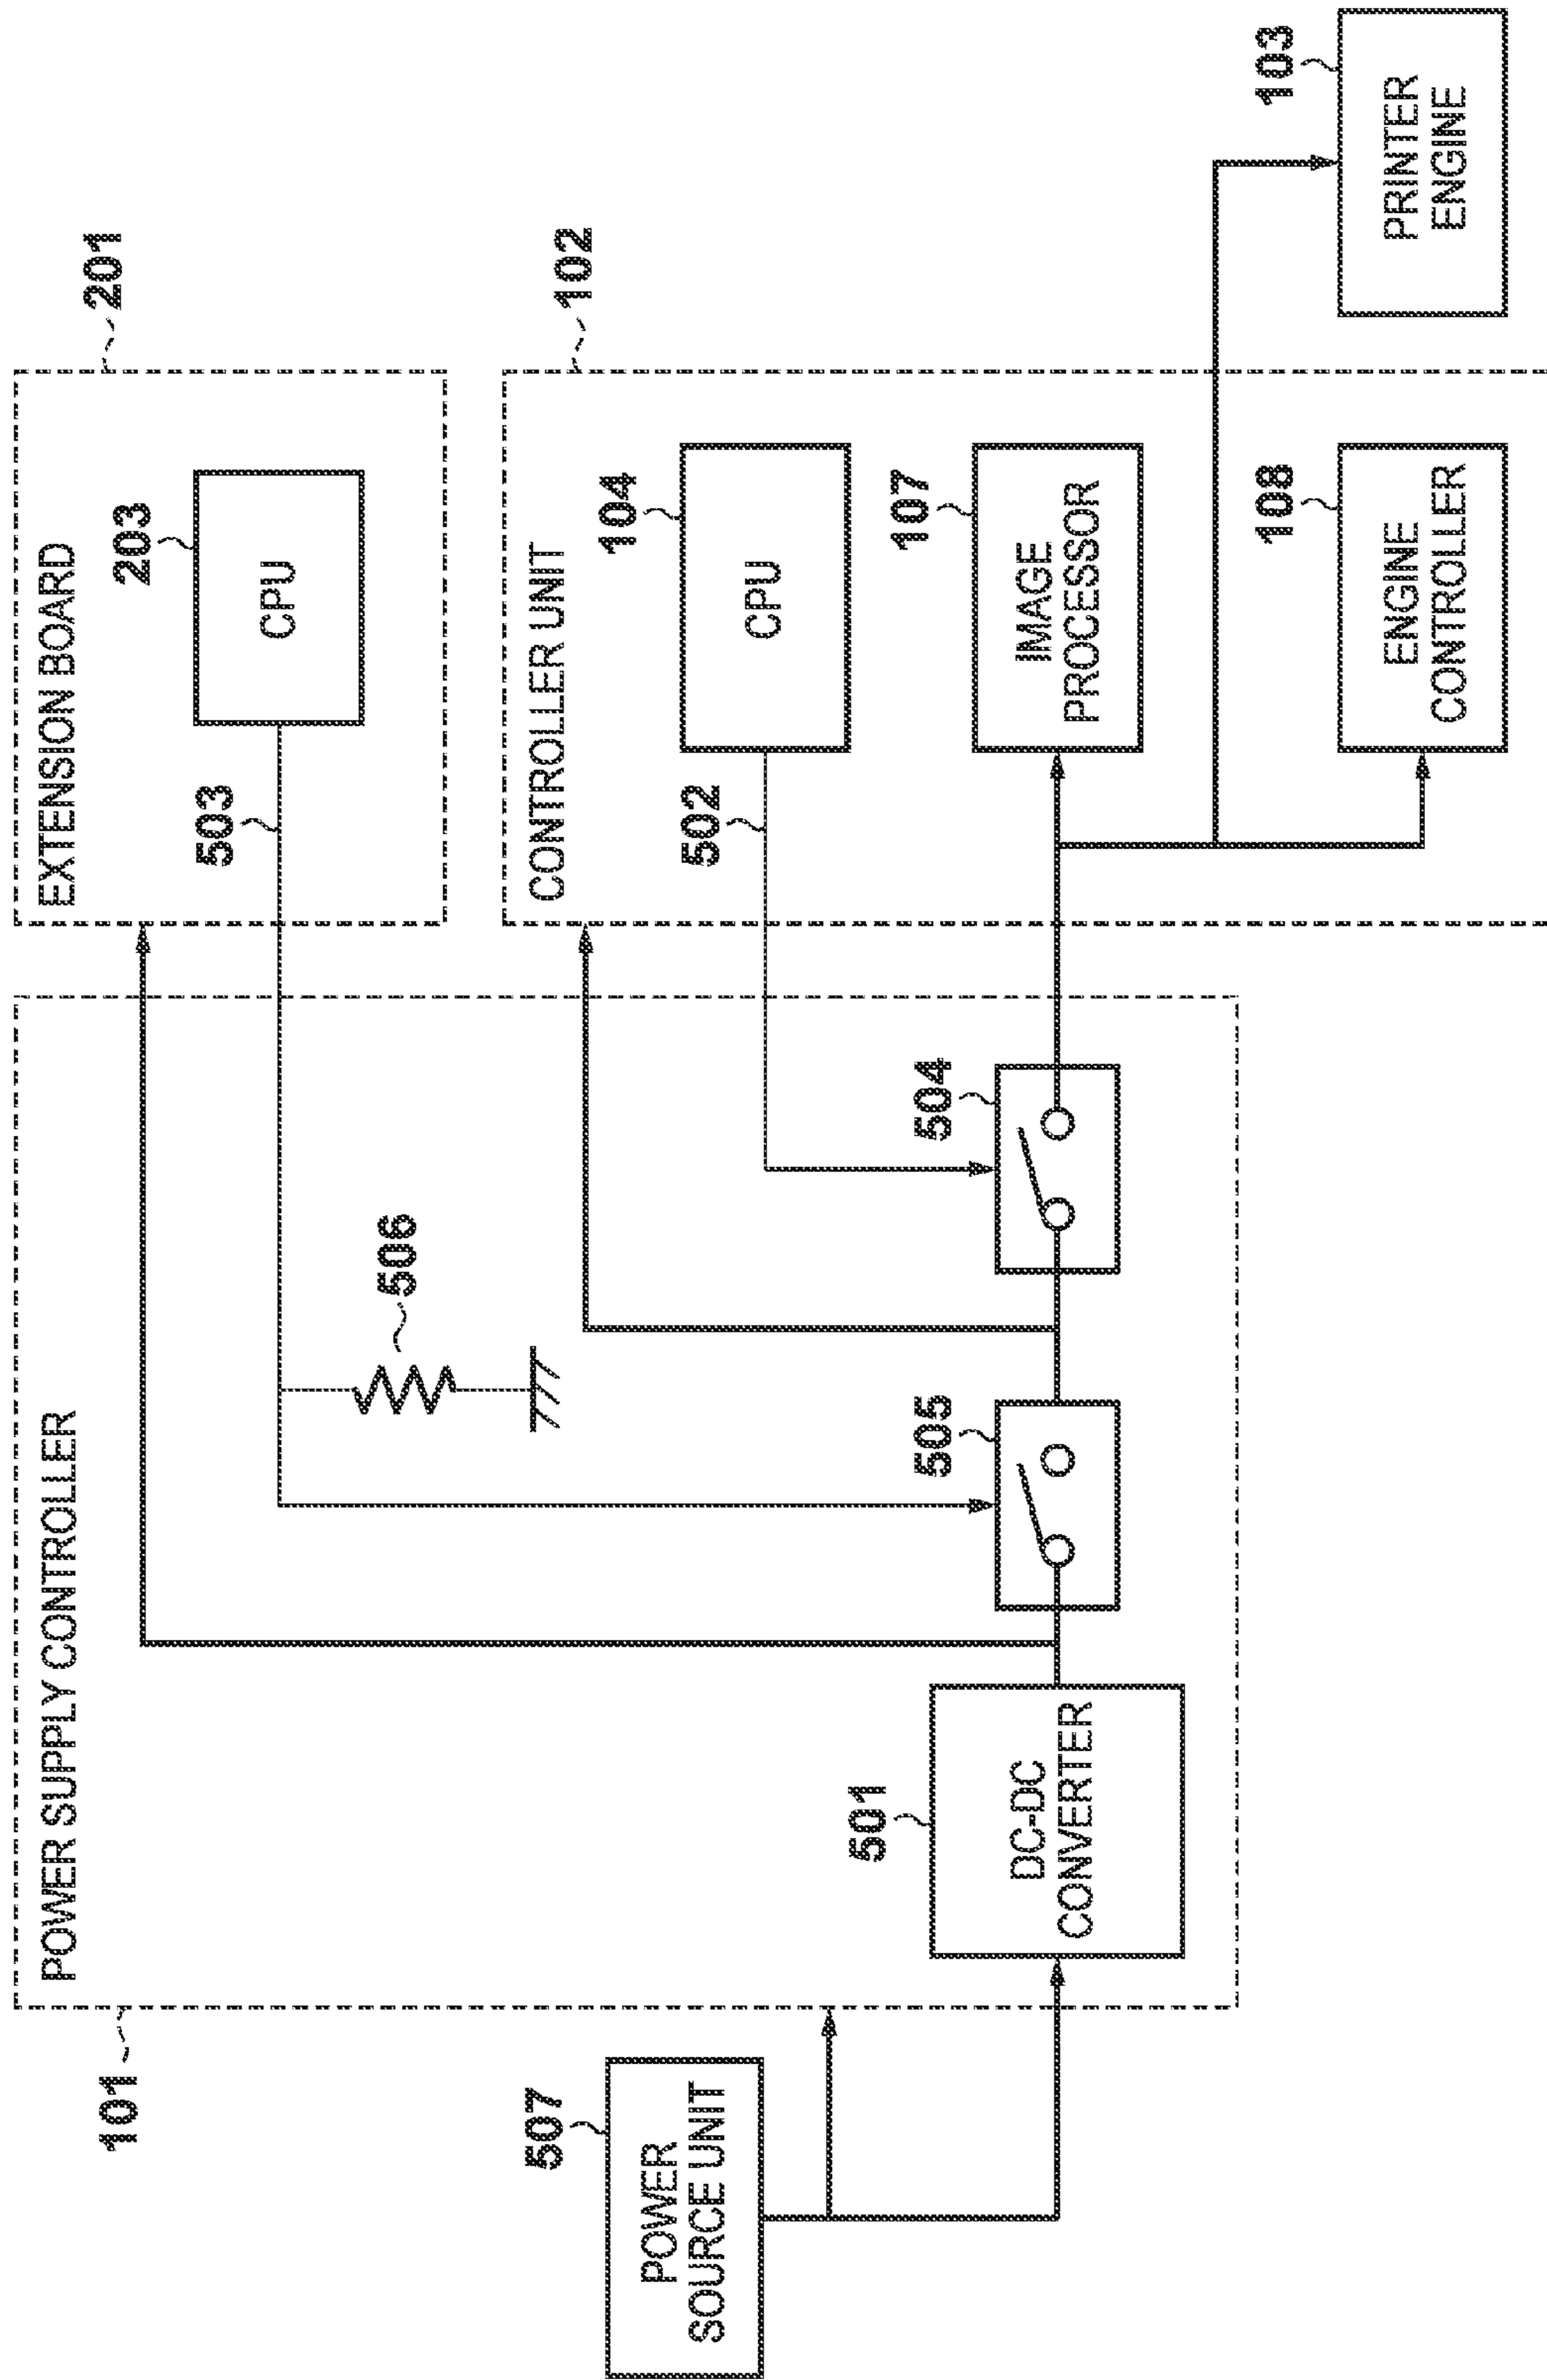 101
POWER SUPPLY CONTROLLER
507
POWER
SOURCE UNIT
501
DC-DC
CONVERTER
505
506
504
EXTENSION BOARD
201
503
203
CPU
CONTROLLER UNIT
102
502
104
CPU
107
IMAGE
PROCESSOR
108
ENGINE
CONTROLLER
103
PRINTER
ENGINE